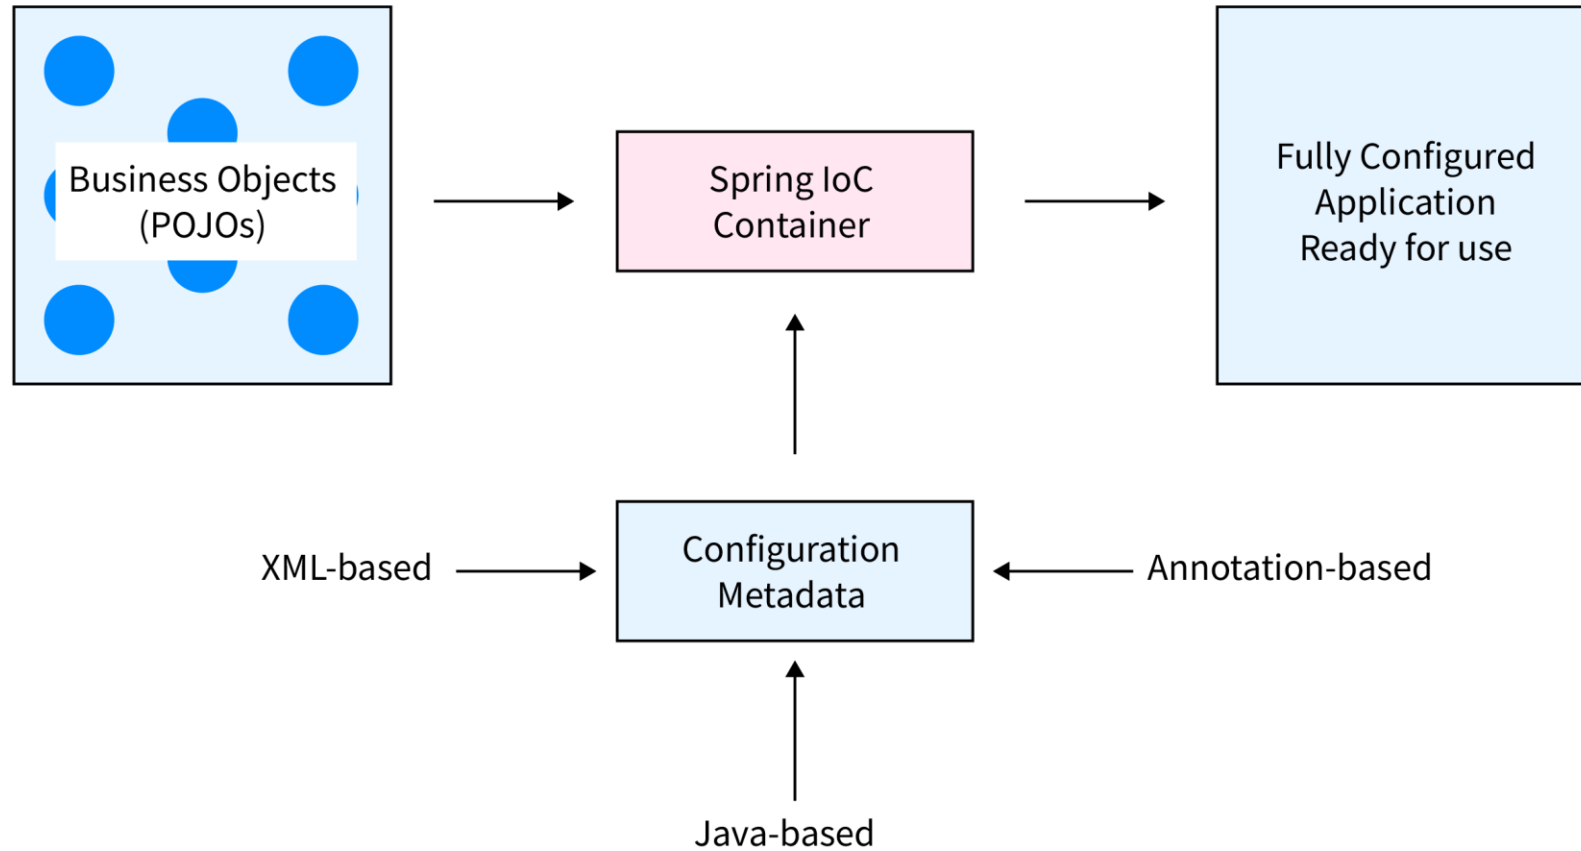 Business Objects
(POJOs)
Spring IoC
Container
Fully Configured
Application
Ready for use
XML-based
Configuration
Metadata
Annotation-based
Java-based